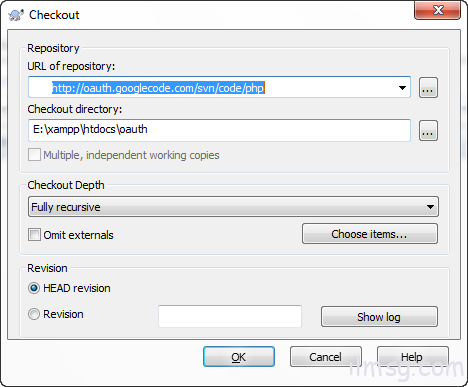 Checkout
Repository
URL of repository:
http://oauth.googlecode.com/svn/code/php
...
Checkout directory:
E:\xampp\htdocs\oauth
...
Multiple, independent working copies
Checkout Depth
Fully recursive
Omit externals
Choose items...
Revision
HEAD revision
Revision
Show log
OK
Cancel
Help